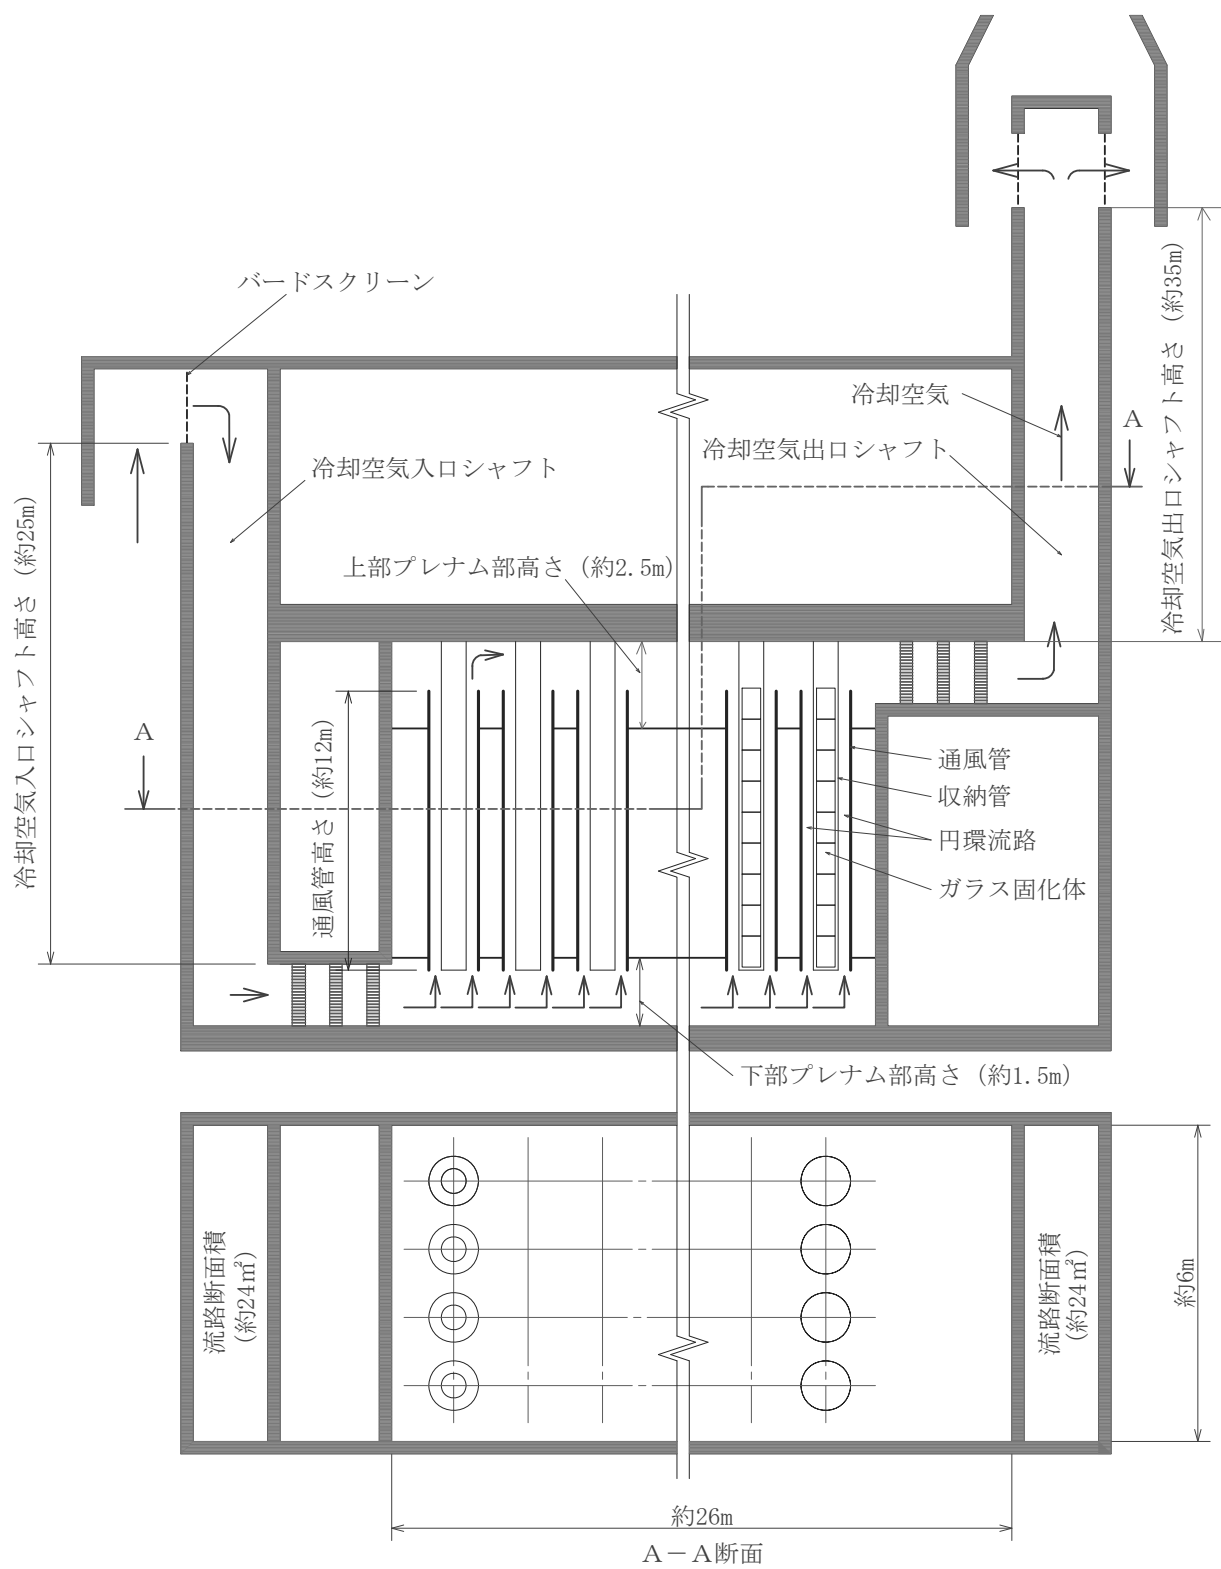 バードスクリーン
冷却空気出口シャフト高さ (約35m)
冷却空気
A
冷却空気出口シャフト
冷却空気入口シャフト
冷却空気入口シャフト高さ (約25m)
上部プレナム部高さ (約2.5m)
A
通風管高さ (約12m)
通風管
収納管
円環流路
ガラス固化体
下部プレナム部高さ (約1.5m)
流路断面積
(約24㎡)
流路断面積
(約24㎡)
約6m
約26m
A－A断面